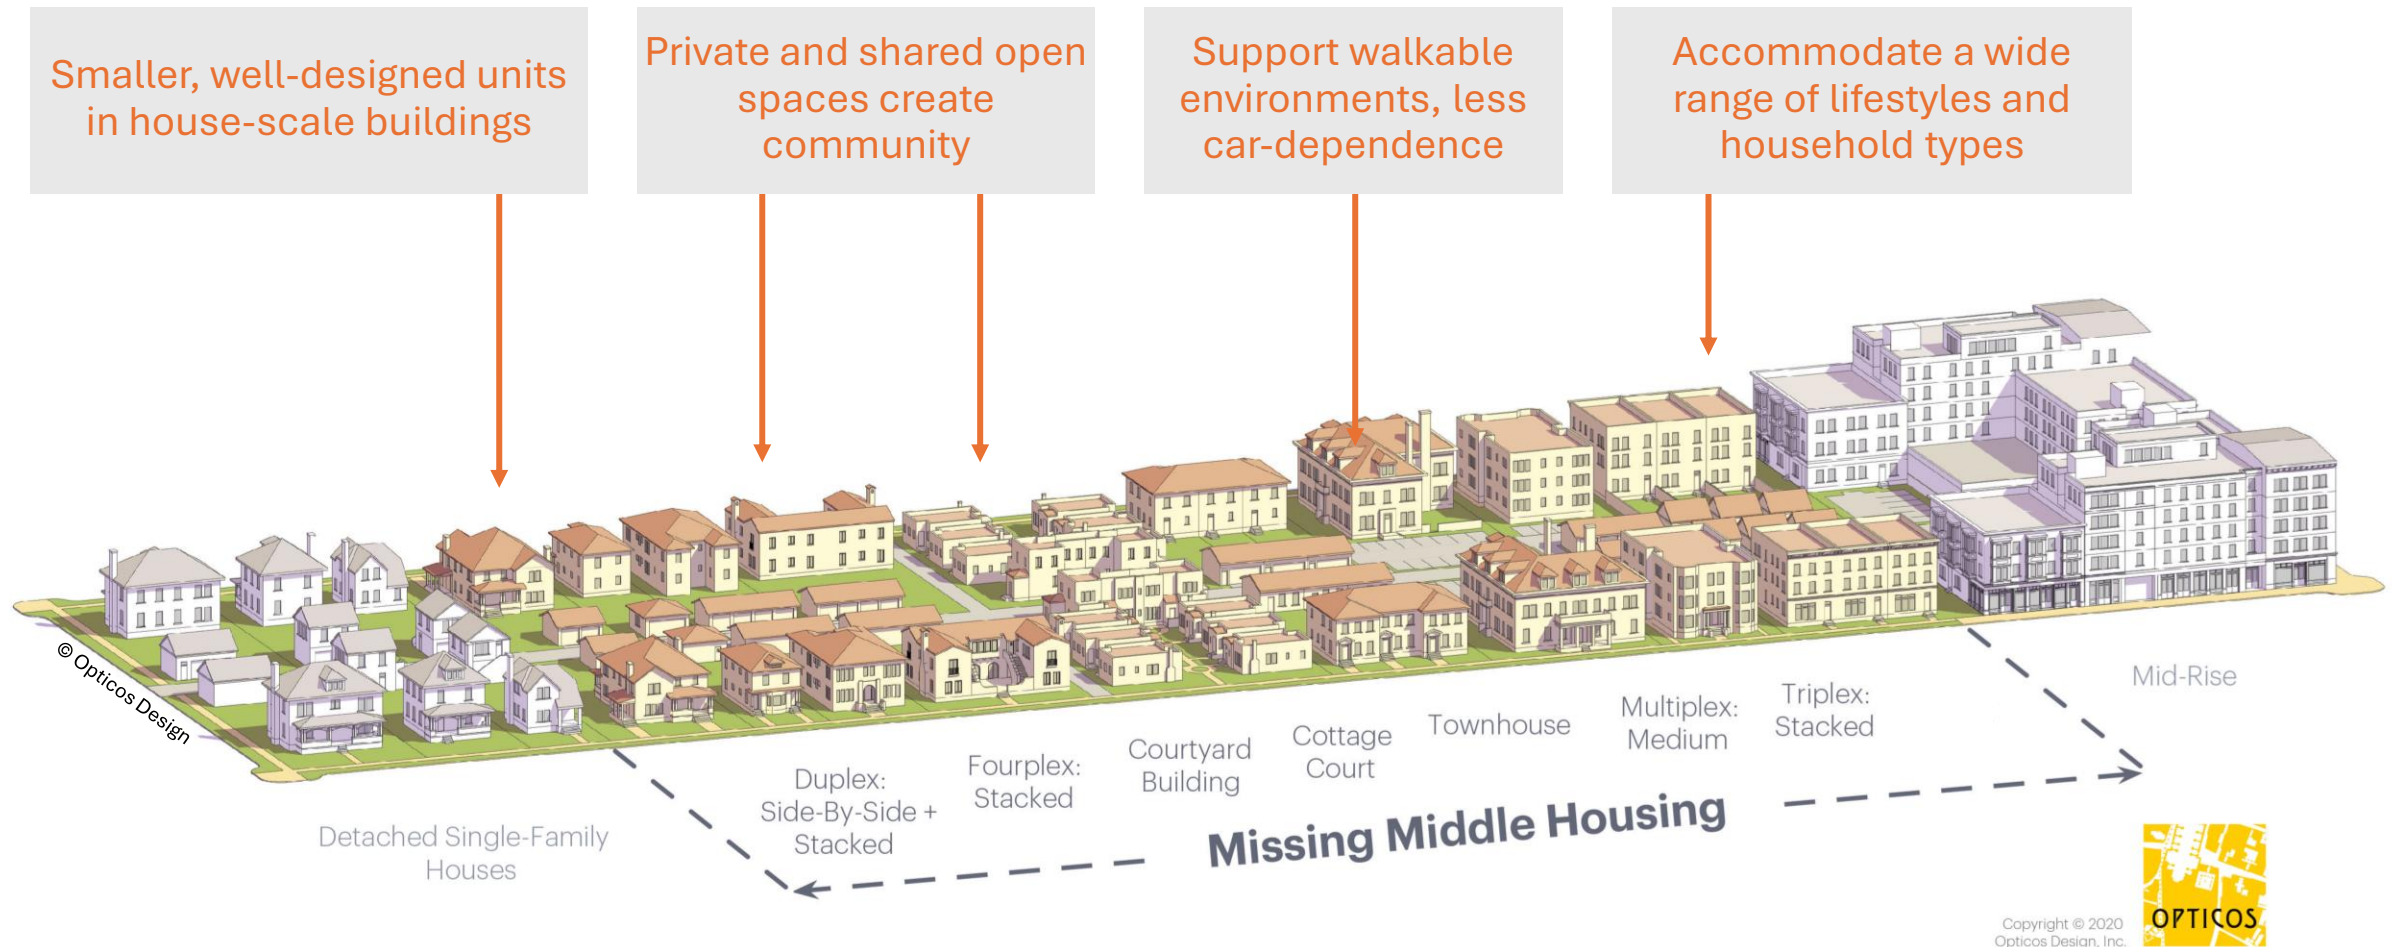 Smaller, well-designed units
in house-scale buildings
Private and shared open
spaces create
community
Support walkable
environments, less
car-dependence
Accommodate a wide
range of lifestyles and
household types
© Opticos Design
Detached Single-Family
Houses
Duplex:
Side-By-Side +
Stacked
Fourplex:
Stacked
Courtyard
Building
Cottage
Court
Townhouse
Multiplex:
Medium
Triplex:
Stacked
Mid-Rise
Missing Middle Housing
OPTICOS
Copyright © 2020
Opticos Design, Inc.